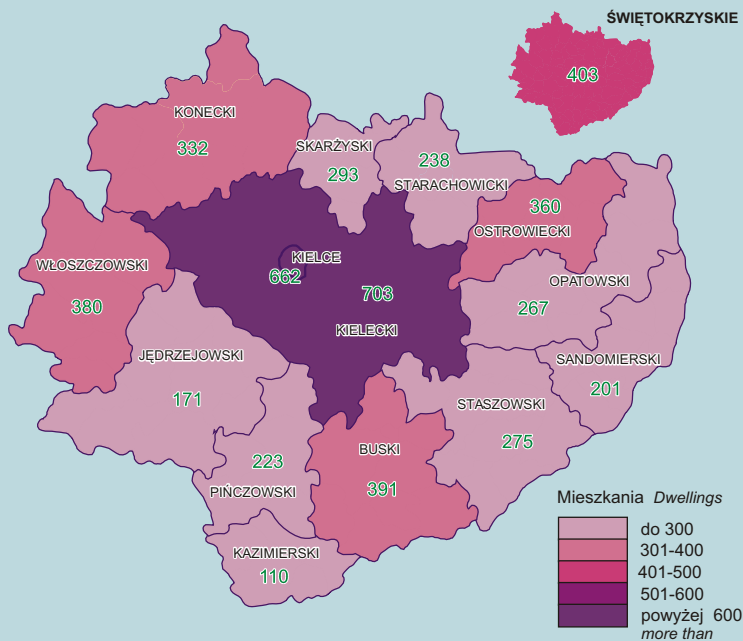 ŚWIĘTOKRZYSKIE
403
KONECKI
332
SKARŻYSKI
293
238
STARACHOWICKI
360
OSTROWIECKI
KIELCE
662
WŁOSZCZOWSKI
380
703
KIELECKI
OPATOWSKI
267
JĘDRZEJOWSKI
171
SANDOMIERSKI
201
STASZOWSKI
275
BUSKI
391
223
PIŃCZOWSKI
KAZIMIERSKI
110
Mieszkania Dwellings
do 300
301-400
401-500
501-600
powyżej 600
more than